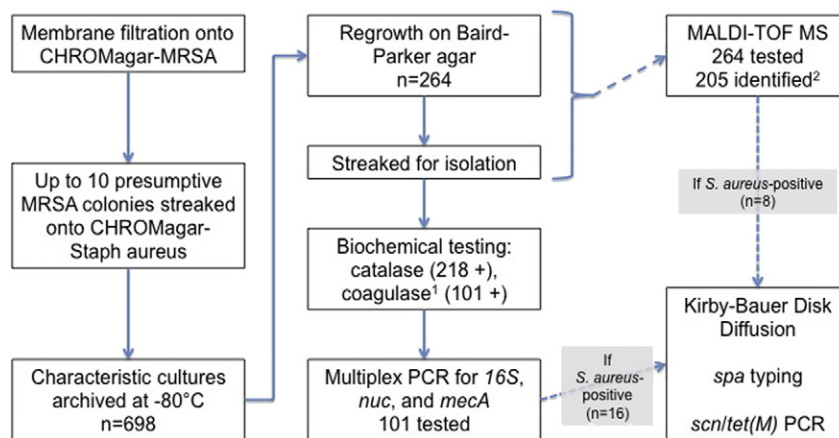 Membrane filtration onto
CHROMagar-MRSA
Up to 10 presumptive
MRSA colonies streaked
onto CHROMagar-
Staph aureus
Characteristic cultures
archived at -80°C
n=698
Regrowth on Baird-
Parker agar
n=264
Streaked for isolation
Biochemical testing:
catalase (218 +),
coagulase¹ (101 +)
Multiplex PCR for 16S,
nuc, and mecA
101 tested
If
S. aureus-
positive
(n=16)
MALDI-TOF MS
264 tested
205 identified²
If S. aureus-positive
(n=8)
Kirby-Bauer Disk
Diffusion
spa typing
scn/tet(M) PCR